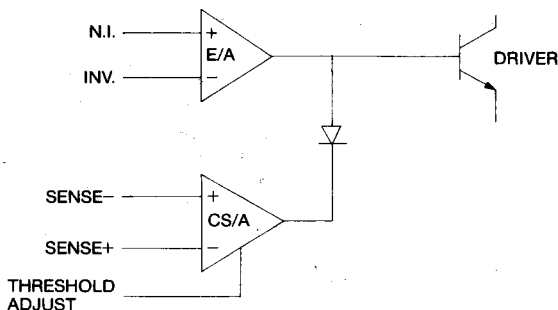 N.I.
+
E/A
INV.
−
DRIVER
SENSE−
+
CS/A
SENSE+
−
THRESHOLD
ADJUST